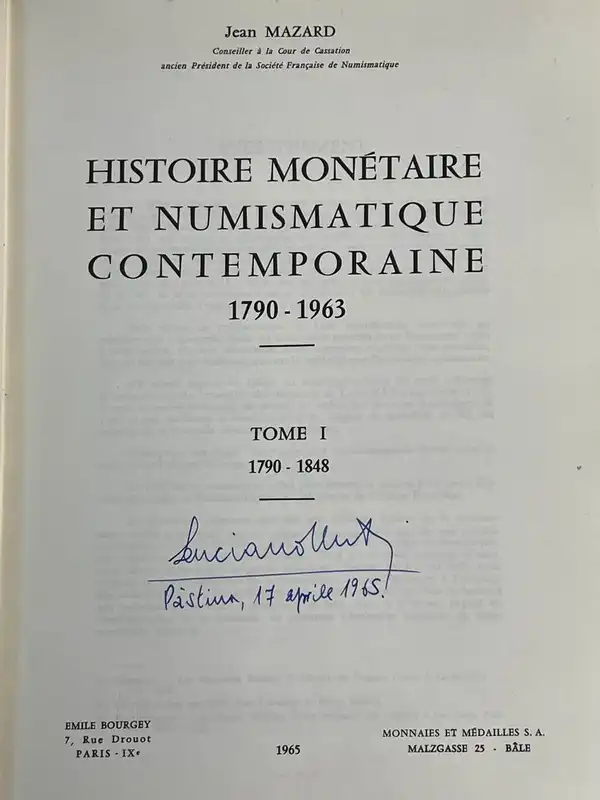 Jean MAZARD
Conseiller à la Cour de Cassation
ancien Président de la Société Française de Numismatique
HISTOIRE MONÉTAIRE
ET NUMISMATIQUE
CONTEMPORAINE
1790 - 1963
TOME I
1790 - 1848
Luciano
Pàstina, 17 aprile 1965.
EMILE BOURGEY
7, Rue Drouot
PARIS - IXe
1965
MONNAIES ET MÉDAILLES S. A.
MALZGASSE 25 - BÂLE